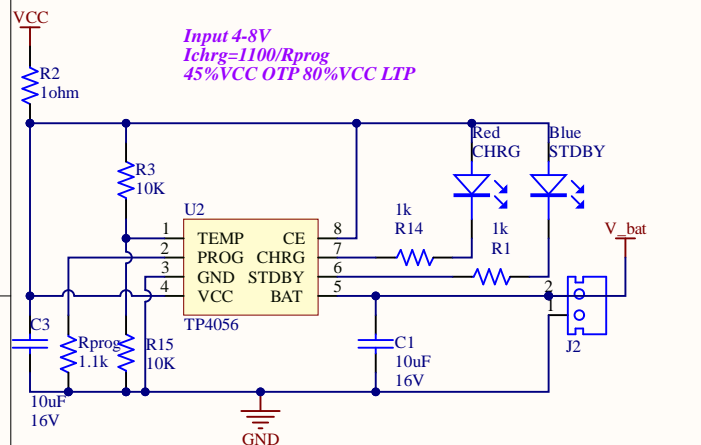 VCC
Input 4-8V
Ichrg=1100/Rprog
45%VCC OTP 80%VCC LTP
R2
1ohm
Red
CHRG
Blue
STDBY
R3
10K
U2
1k
R14
1k
R1
V_bat
1
TEMP
CE
8
2
PROG
CHRG
7
3
GND
STDBY
6
4
VCC
BAT
5
TP4056
2
1
J2
C3
10uF
16V
Rprog
1.1k
R15
10K
C1
10uF
16V
GND